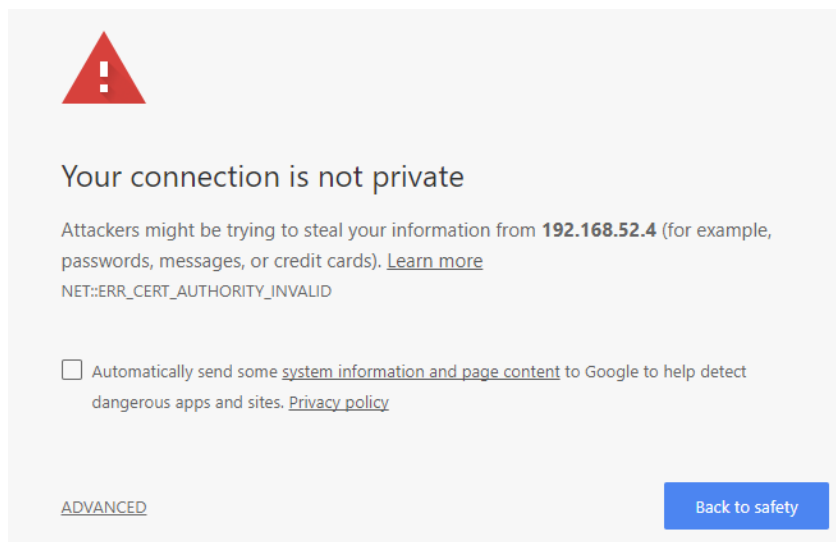 Your connection is not private
Attackers might be trying to steal your information from 192.168.52.4 (for example,
passwords, messages, or credit cards). Learn more
NET::ERR_CERT_AUTHORITY_INVALID
Automatically send some system information and page content to Google to help detect
dangerous apps and sites. Privacy policy
ADVANCED
Back to safety